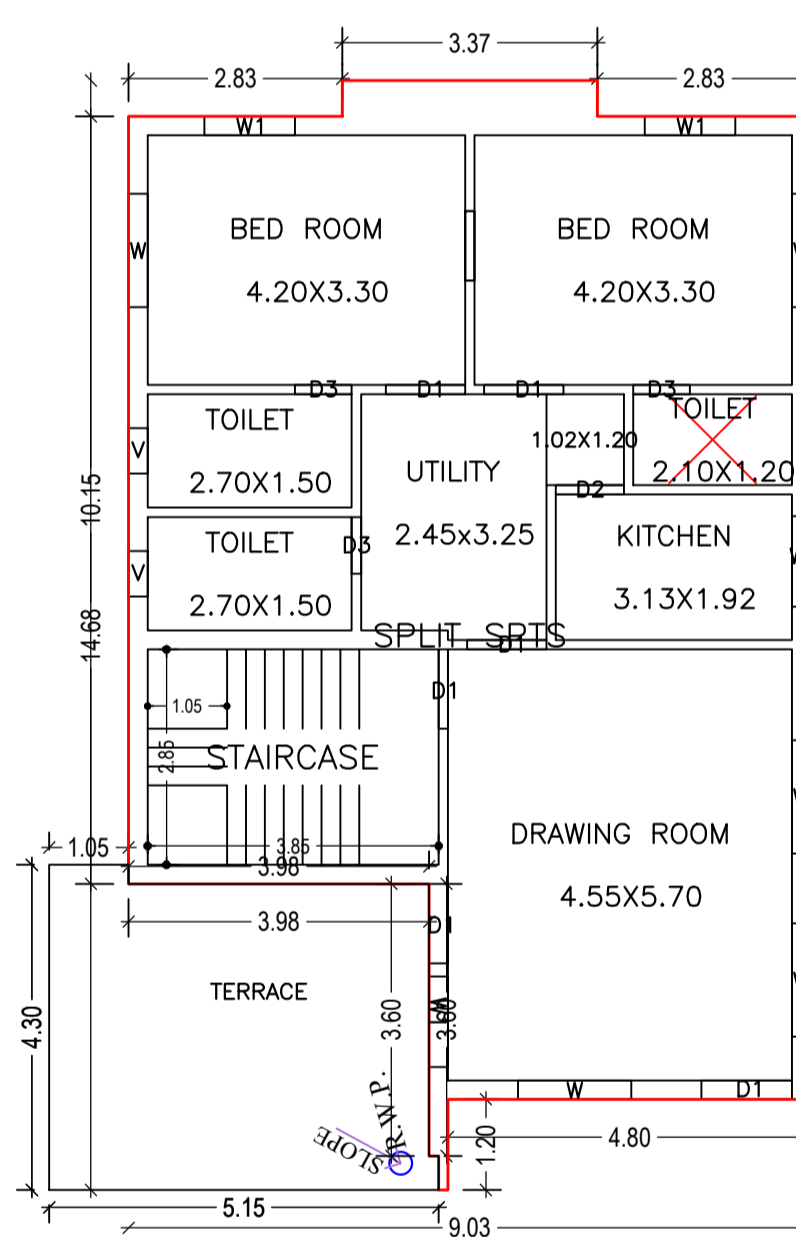 3.37
2.83
2.83
W1
W1
BED ROOM
4.20X3.30
BED ROOM
4.20X3.30
W
D3
D1
D1
D3
TOILET
2.70X1.50
V
UTILITY
2.45x3.25
1.02X1.20
TOILET
2.10X1.20
D2
10.15
TOILET
2.70X1.50
V
D3
KITCHEN
3.13X1.92
14.68
SPLIT SPTS
D1
D1
1.05
2.85
STAIRCASE
DRAWING ROOM
4.55X5.70
1.05
3.85
3.98
3.98
D1
TERRACE
4.30
3.60
W
3.60
R.W.P.
SLOPE
W
D1
1.20
4.80
5.15
9.03